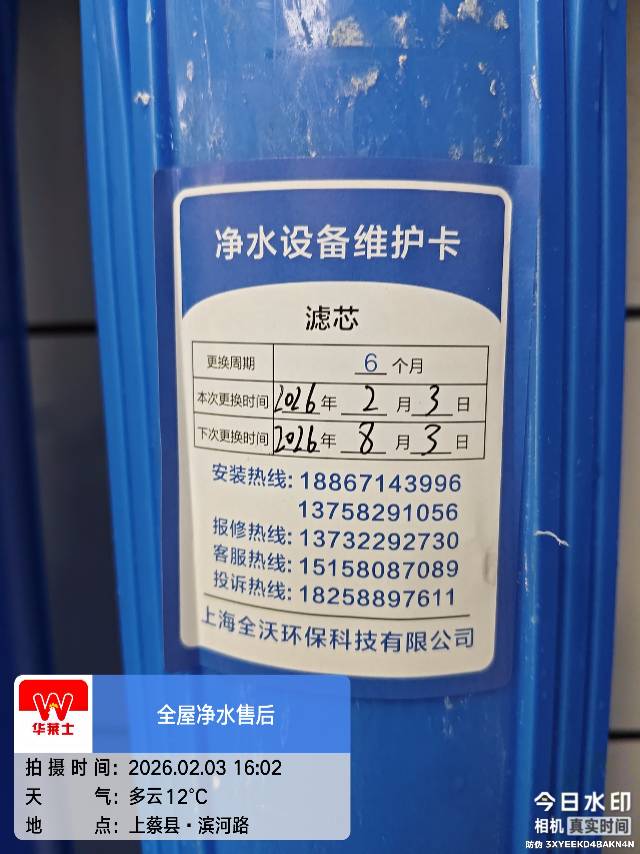 净水设备维护卡
滤芯
更换周期 6 个月
本次更换时间 2026 年 2 月 3 日
下次更换时间 2026 年 8 月 3 日
安装热线: 18867143996
13758291056
报修热线: 13732292730
客服热线: 15158087089
投诉热线: 18258897611
上海全沃环保科技有限公司
华莱士
全屋净水售后
拍摄时间: 2026.02.03 16:02
天气: 多云12℃
地点: 上蔡县·滨河路
今日水印
相机 真实时间
防伪 3XYEEKD4BAKN4N